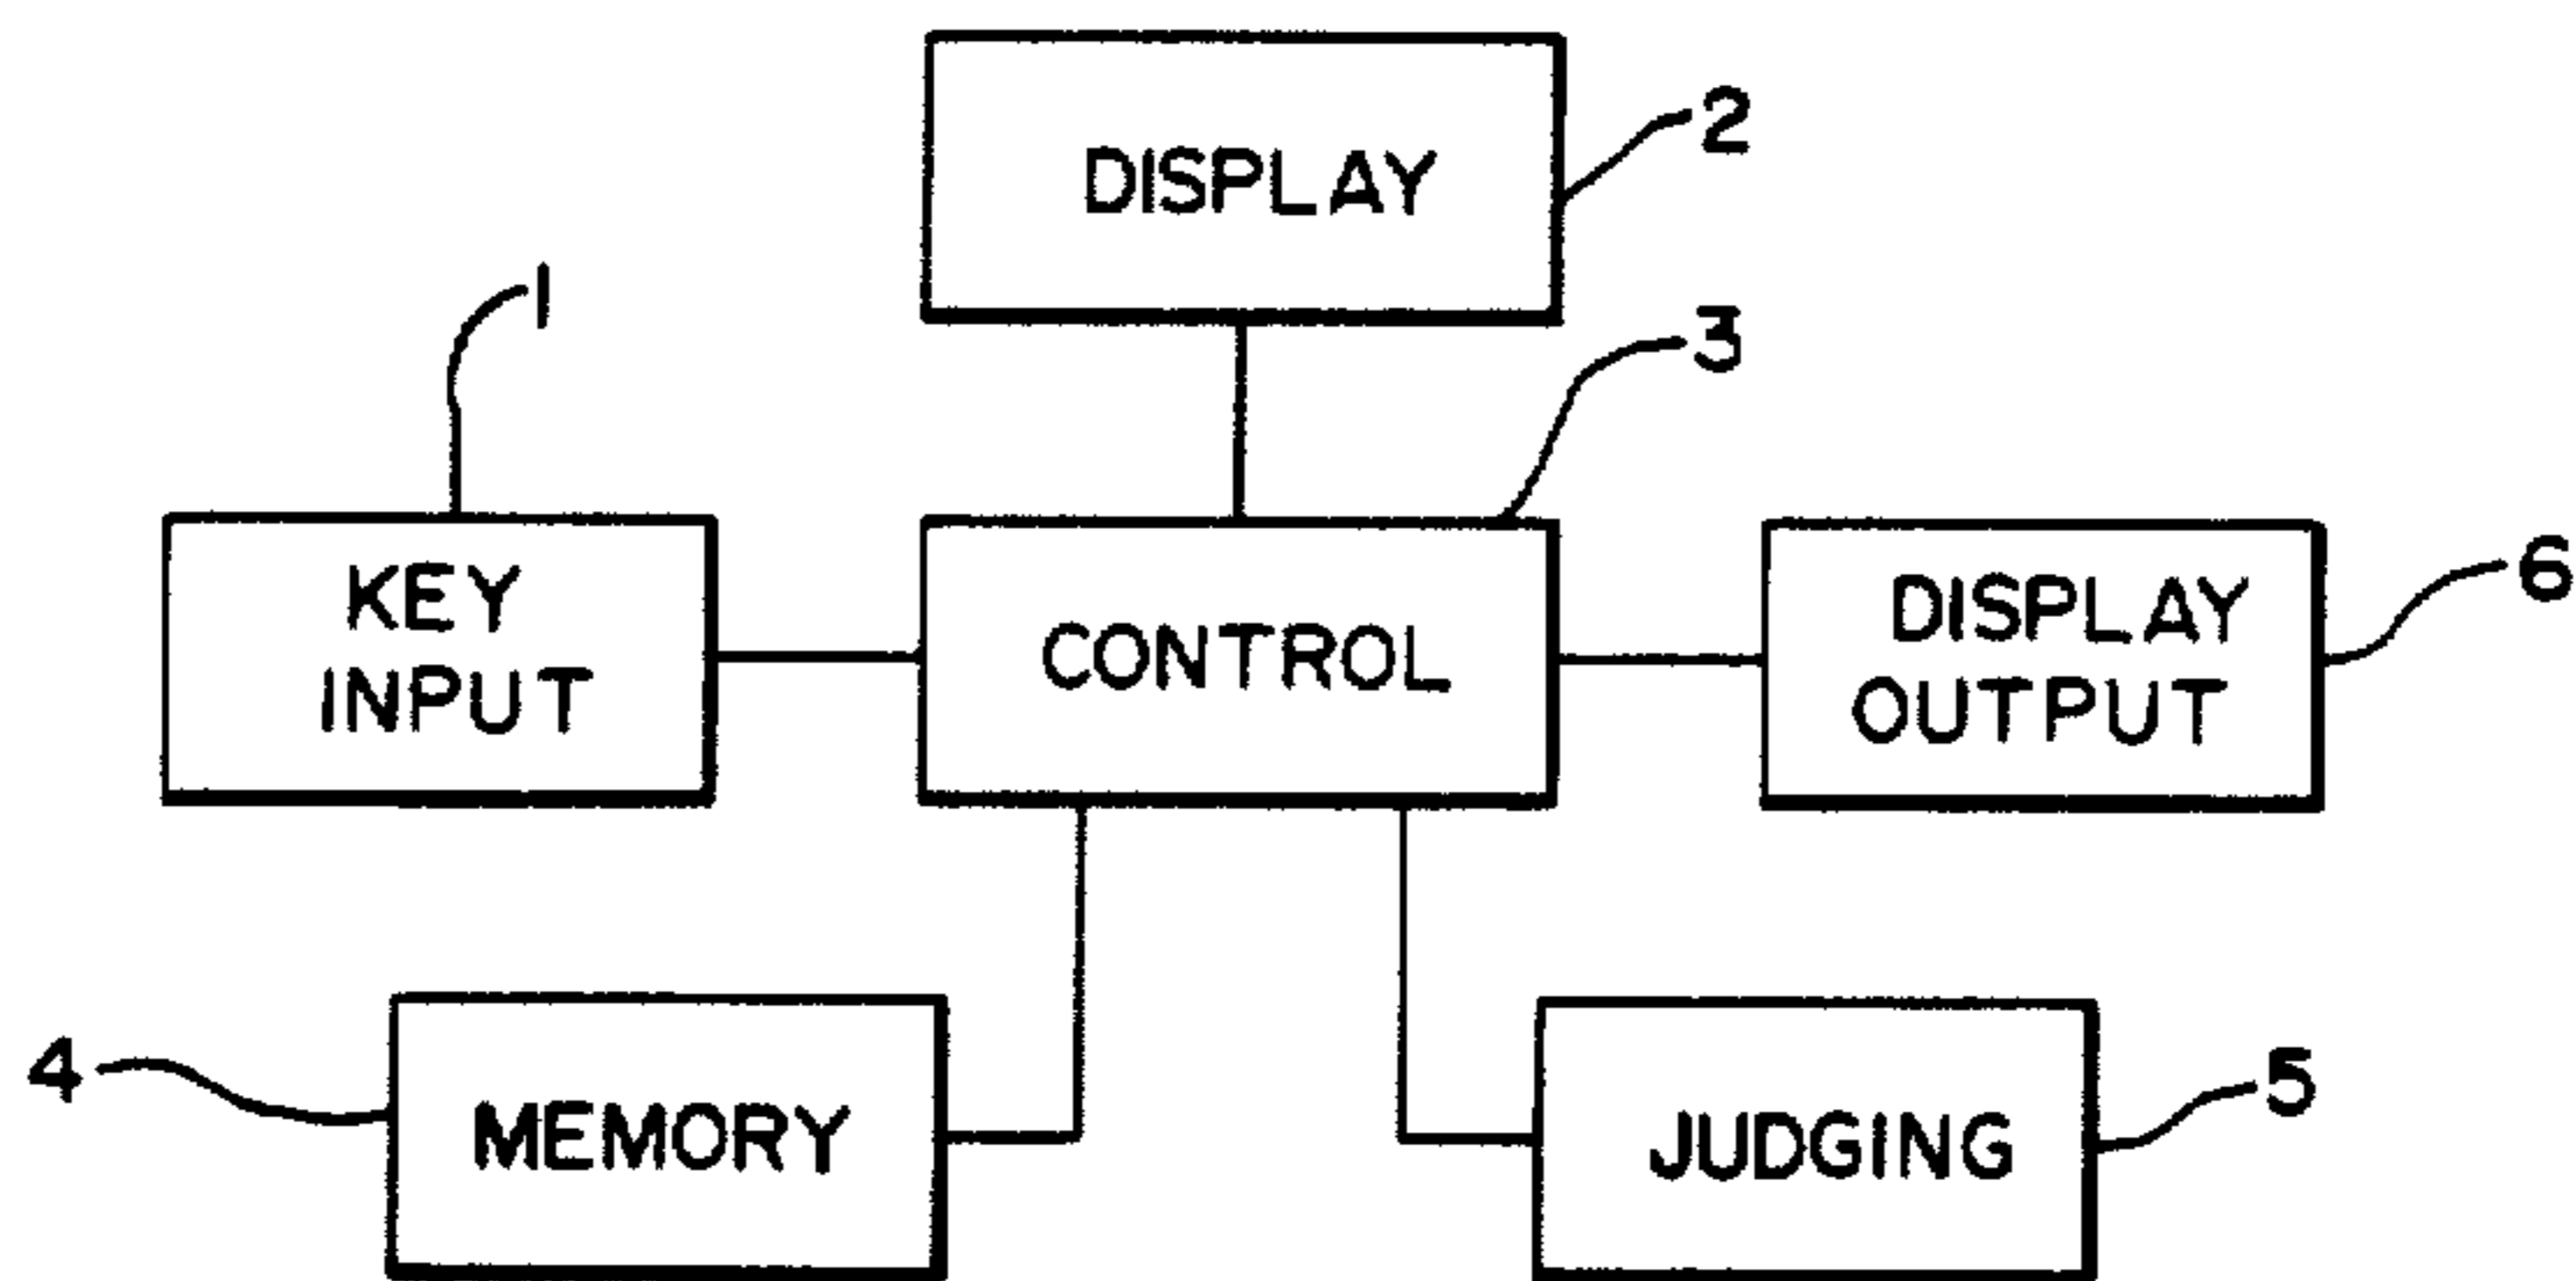 DISPLAY
2
1
3
KEY
INPUT
CONTROL
DISPLAY
OUTPUT
6
4
MEMORY
JUDGING
5